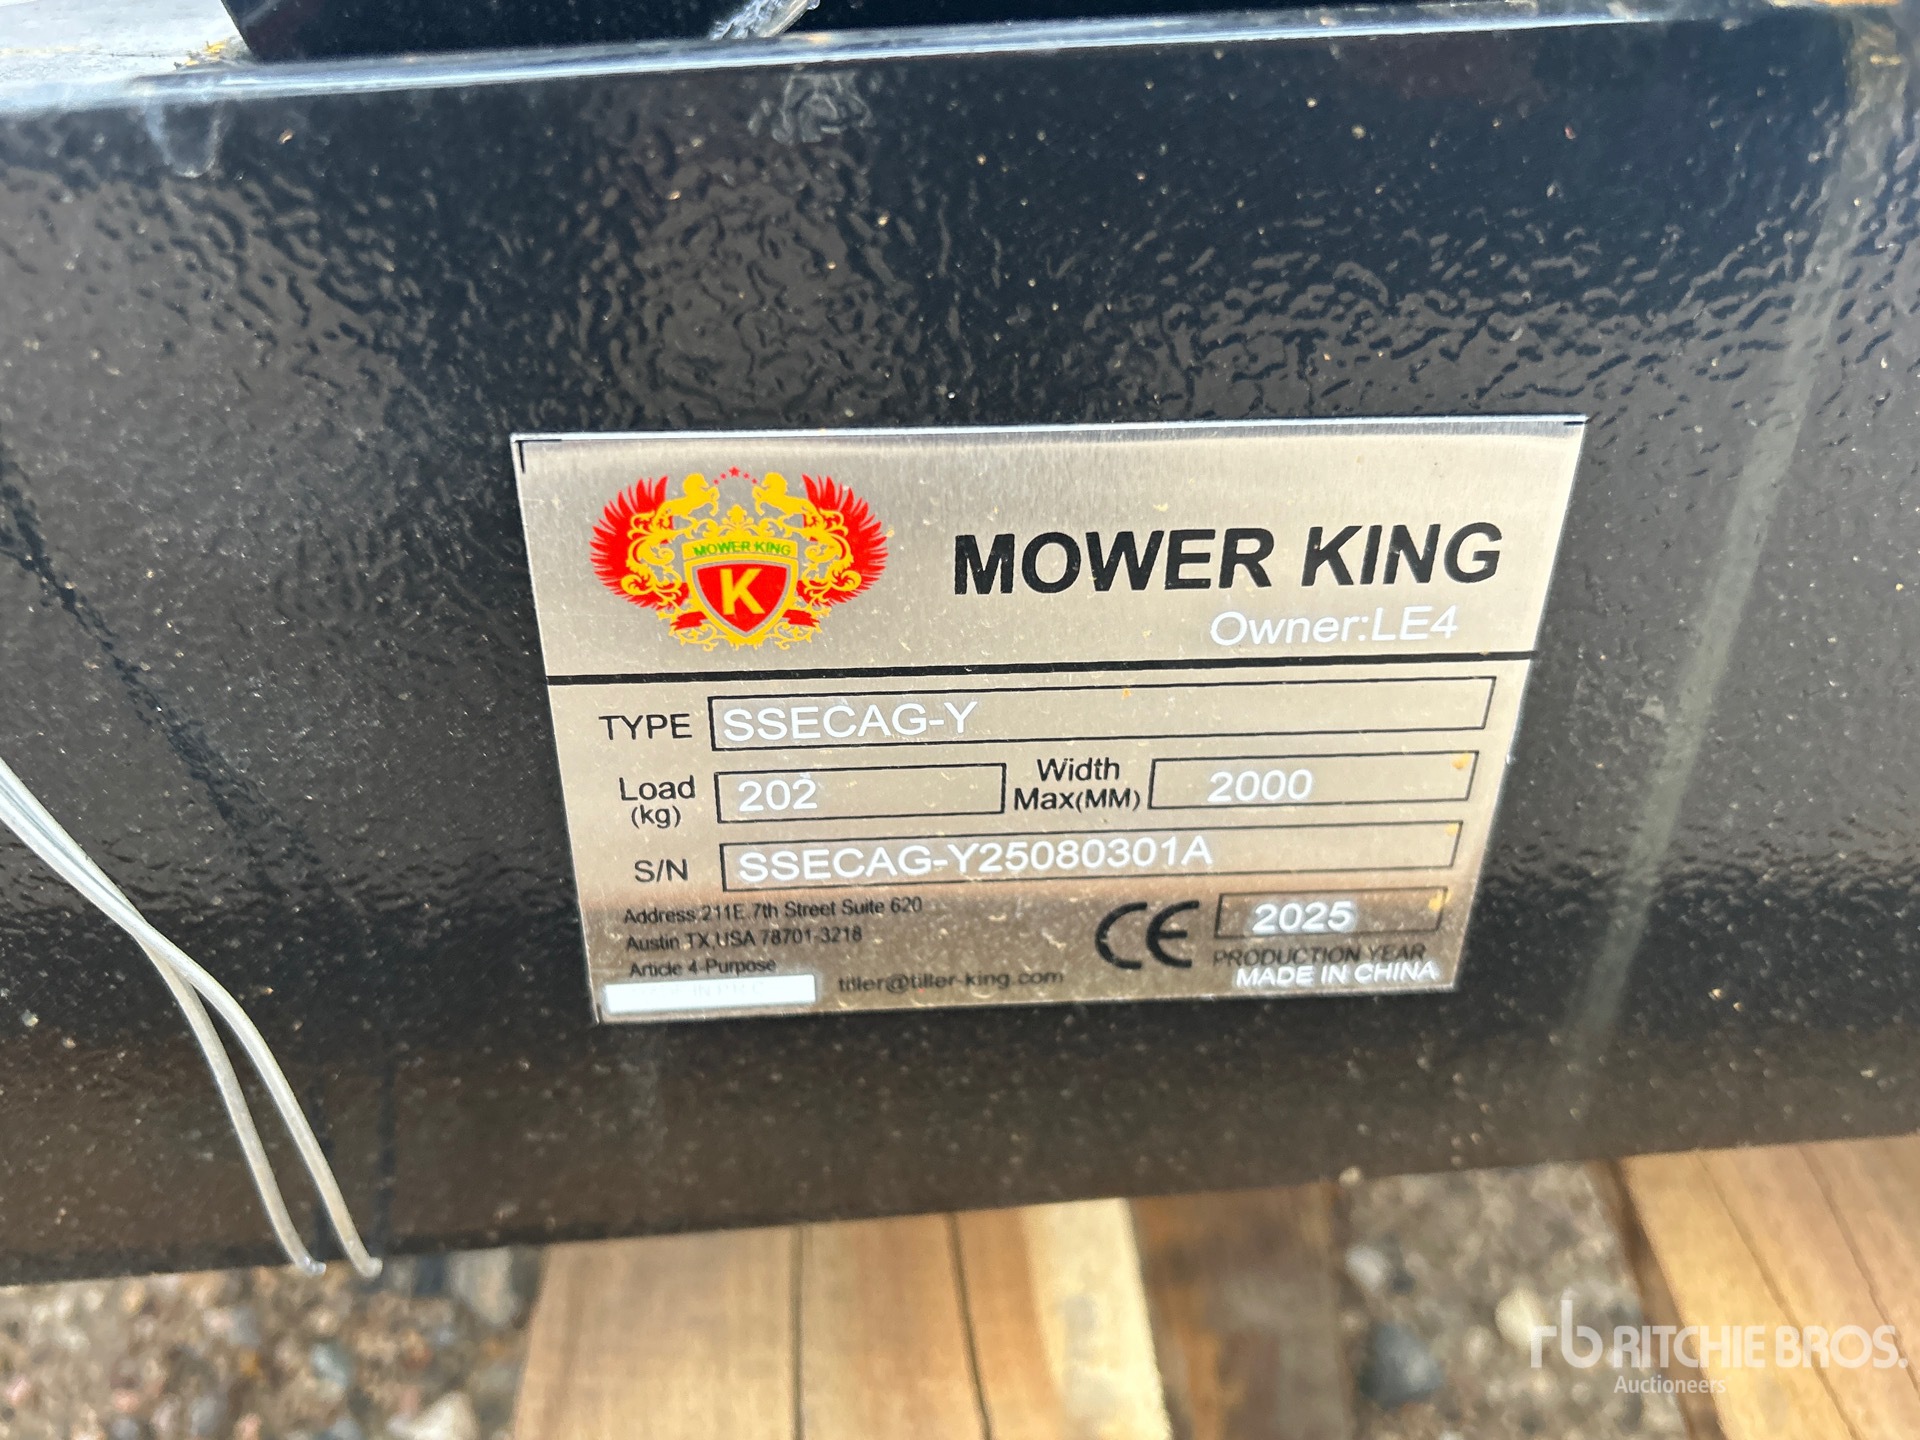 MOWER KING
K
MOWER KING
Owner:LE4
TYPE SSECAG-Y
Load (kg) 202 Width Max(MM) 2000
S/N SSECAG-Y25080301A
Address,211E.7th Street Suite 620
Austin,TX,USA 78701-3218
Article 4-Purpose
tiller@tiller-king.com
CE 2025
PRODUCTION YEAR
MADE IN CHINA
rb RITCHIE BROS.
Auctioneers